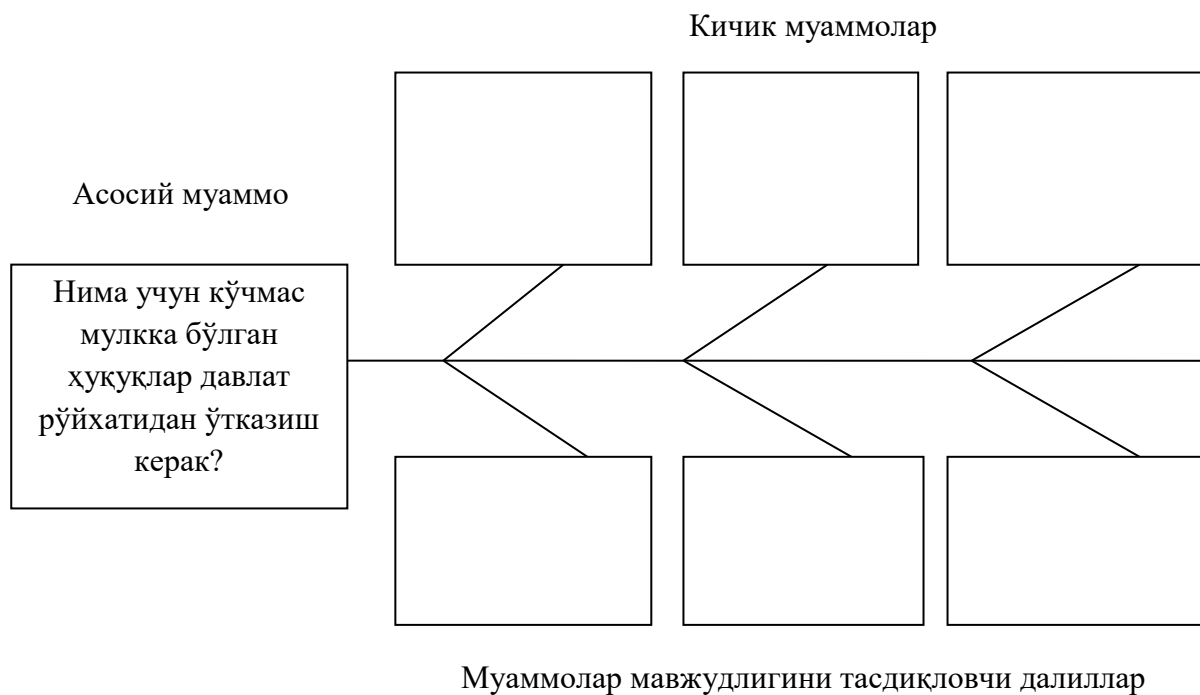 Кичик муаммолар
Асосий муаммо
Нима учун кўчмас
мулкка бўлган
ҳуқуқлар давлат
рўйхатидан ўтказиш
керак?
Муаммолар мавжудлигини тасдиқловчи далиллар